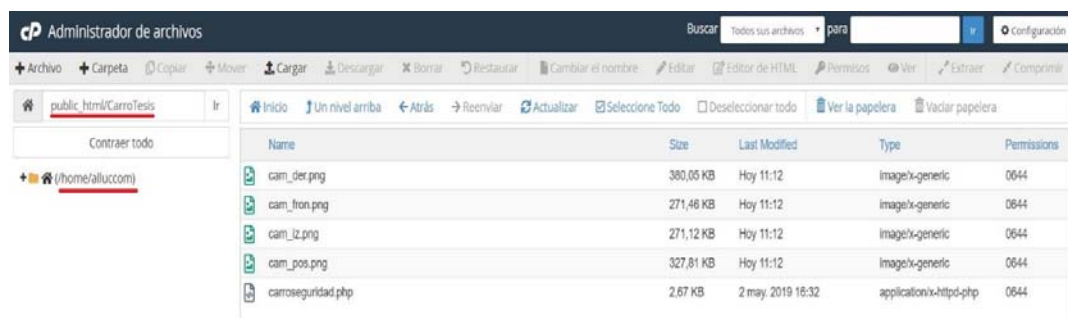 cP Administrador de archivos
Buscar Todos sus archivos para Ir Configuración
Archivo Carpeta Copiar Mover Cargar Descargar Borrar Restaurar Cambiar el nombre Editar Editor de HTML Permisos Ver Extraer Comprimir
public_html/CarroTesis Ir Inicio Un nivel arriba Atrás Reenviar Actualizar Seleccione Todo Deseleccionar todo Ver la papelera Vaciar papelera
Contraer todo
(/home/alluccom)
Name Size Last Modified Type Permissions
cam_der.png 380,05 KB Hoy 11:12 image/x-generic 0644
cam_fron.png 271,46 KB Hoy 11:12 image/x-generic 0644
cam_iz.png 271,12 KB Hoy 11:12 image/x-generic 0644
cam_pos.png 327,81 KB Hoy 11:12 image/x-generic 0644
carroseguridad.php 2,67 KB 2 may. 2019 16:32 application/x-httpd-php 0644